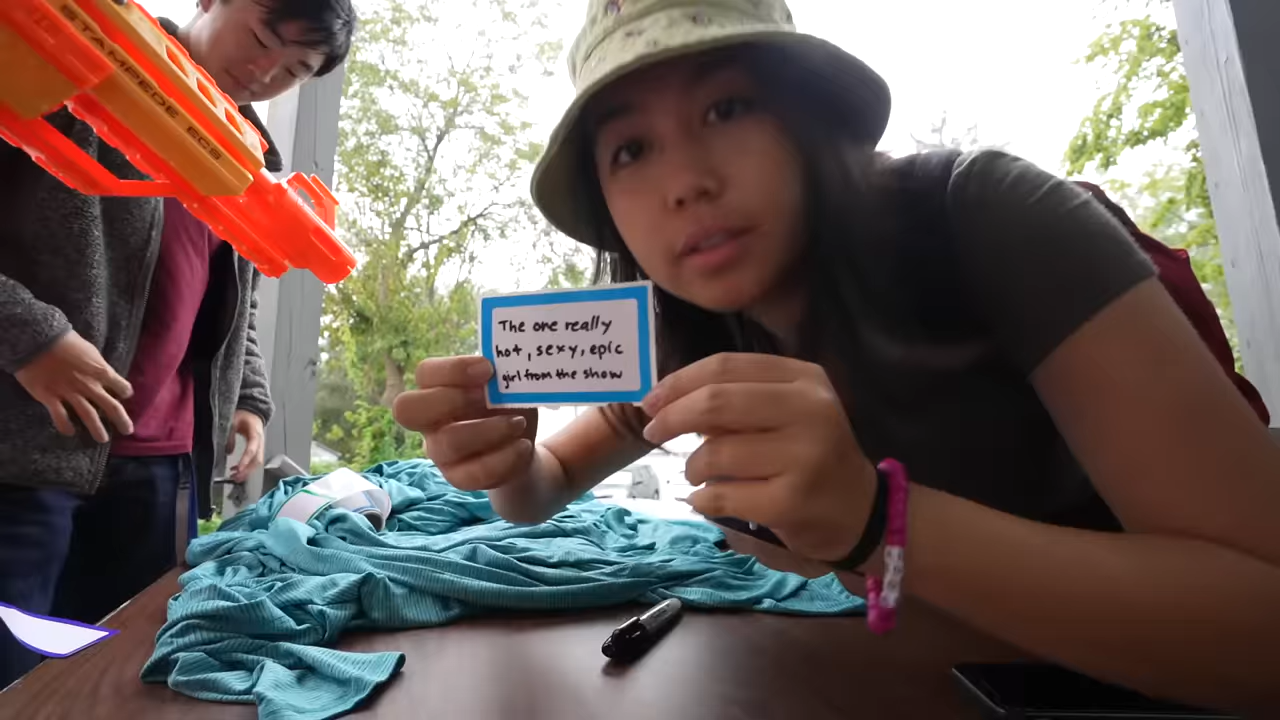 STAMPEDE ECS
The one really
hot, sexy, epic
girl from the show